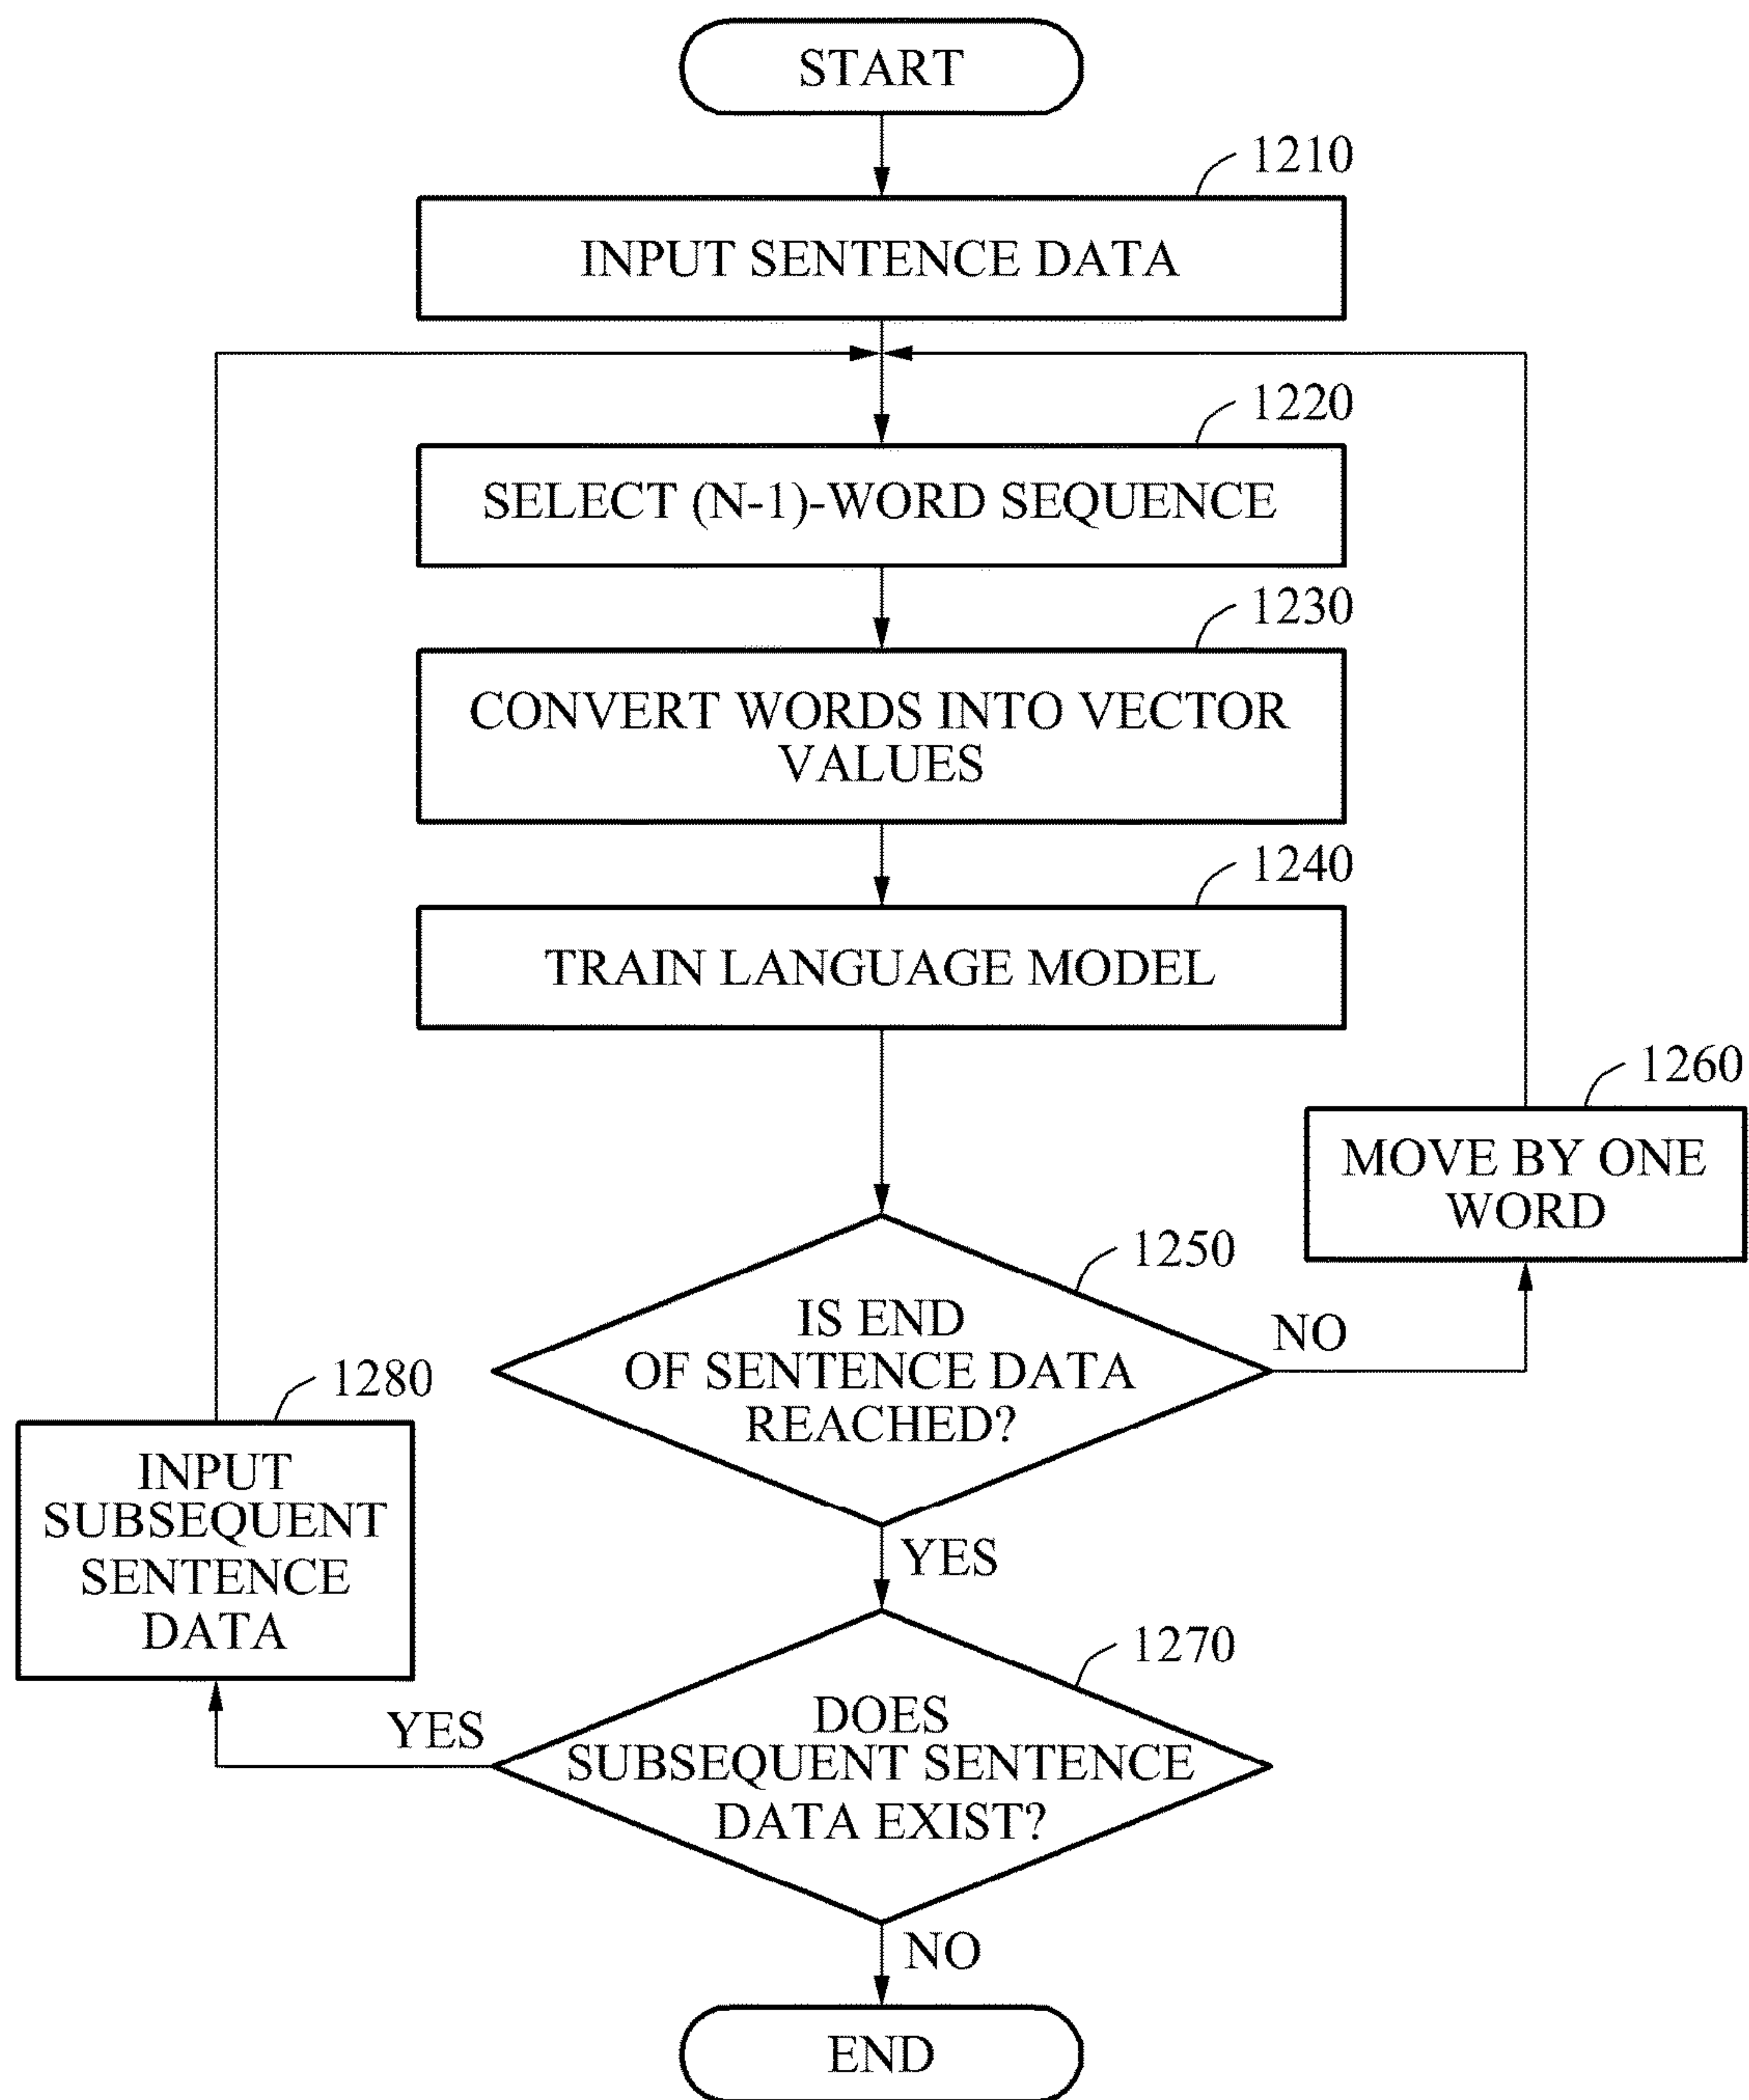 START
1210
INPUT SENTENCE DATA
1220
SELECT (N-1)-WORD SEQUENCE
1230
CONVERT WORDS INTO VECTOR
VALUES
1240
TRAIN LANGUAGE MODEL
1260
MOVE BY ONE
WORD
1250
IS END
OF SENTENCE DATA
REACHED?
NO
YES
1280
INPUT
SUBSEQUENT
SENTENCE
DATA
1270
DOES
SUBSEQUENT SENTENCE
DATA EXIST?
YES
NO
END